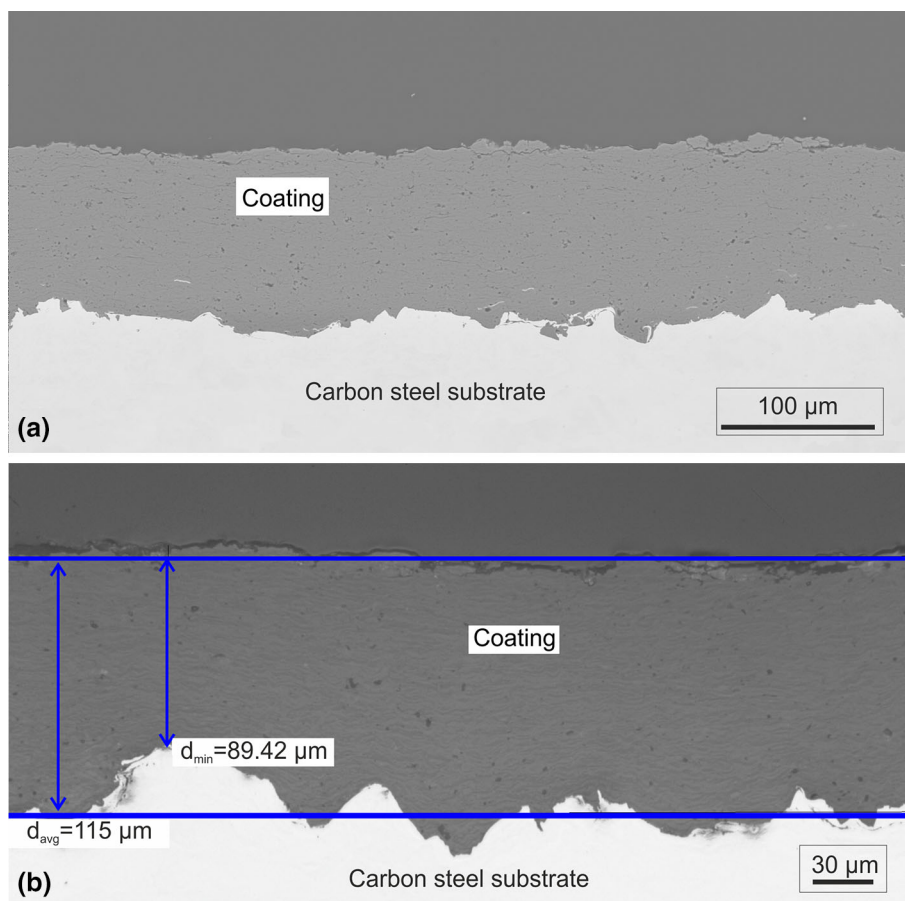 Coating
Carbon steel substrate
100 µm
(a)
Coating
dmin=89.42 µm
davg=115 µm
30 µm
(b)
Carbon steel substrate